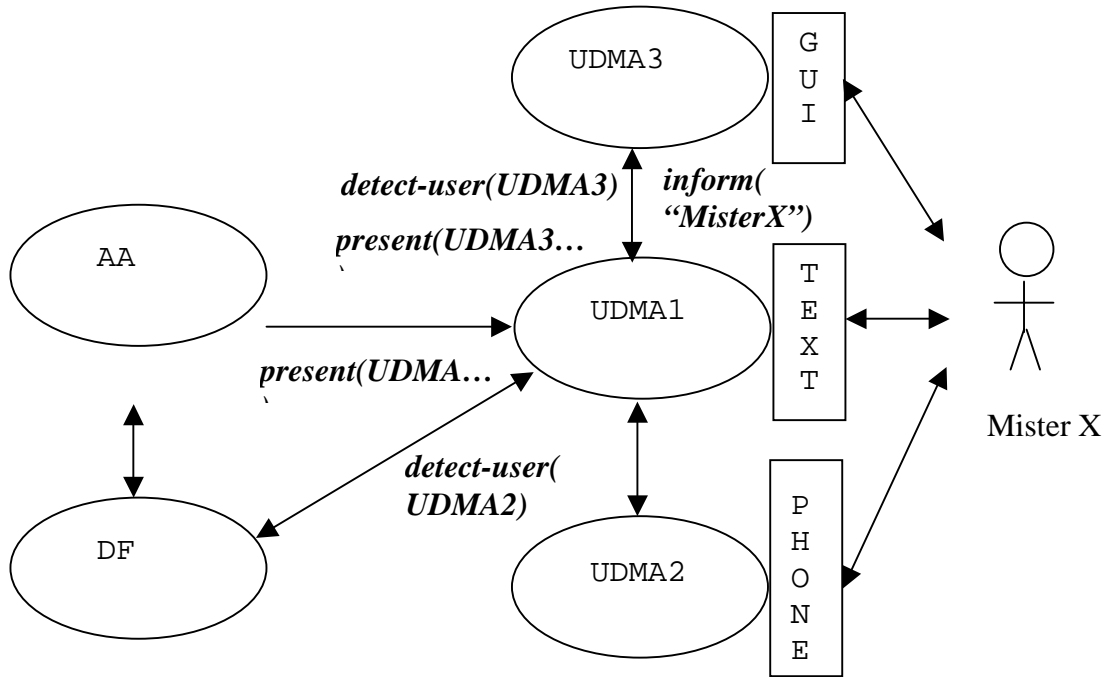 UDMA3
G
U
I
detect-user(UDMA3)
inform(
“MisterX”)
present(UDMA3…
AA
UDMA1
T
E
X
T
present(UDMA…
Mister X
detect-user(
UDMA2)
DF
UDMA2
P
H
O
N
E